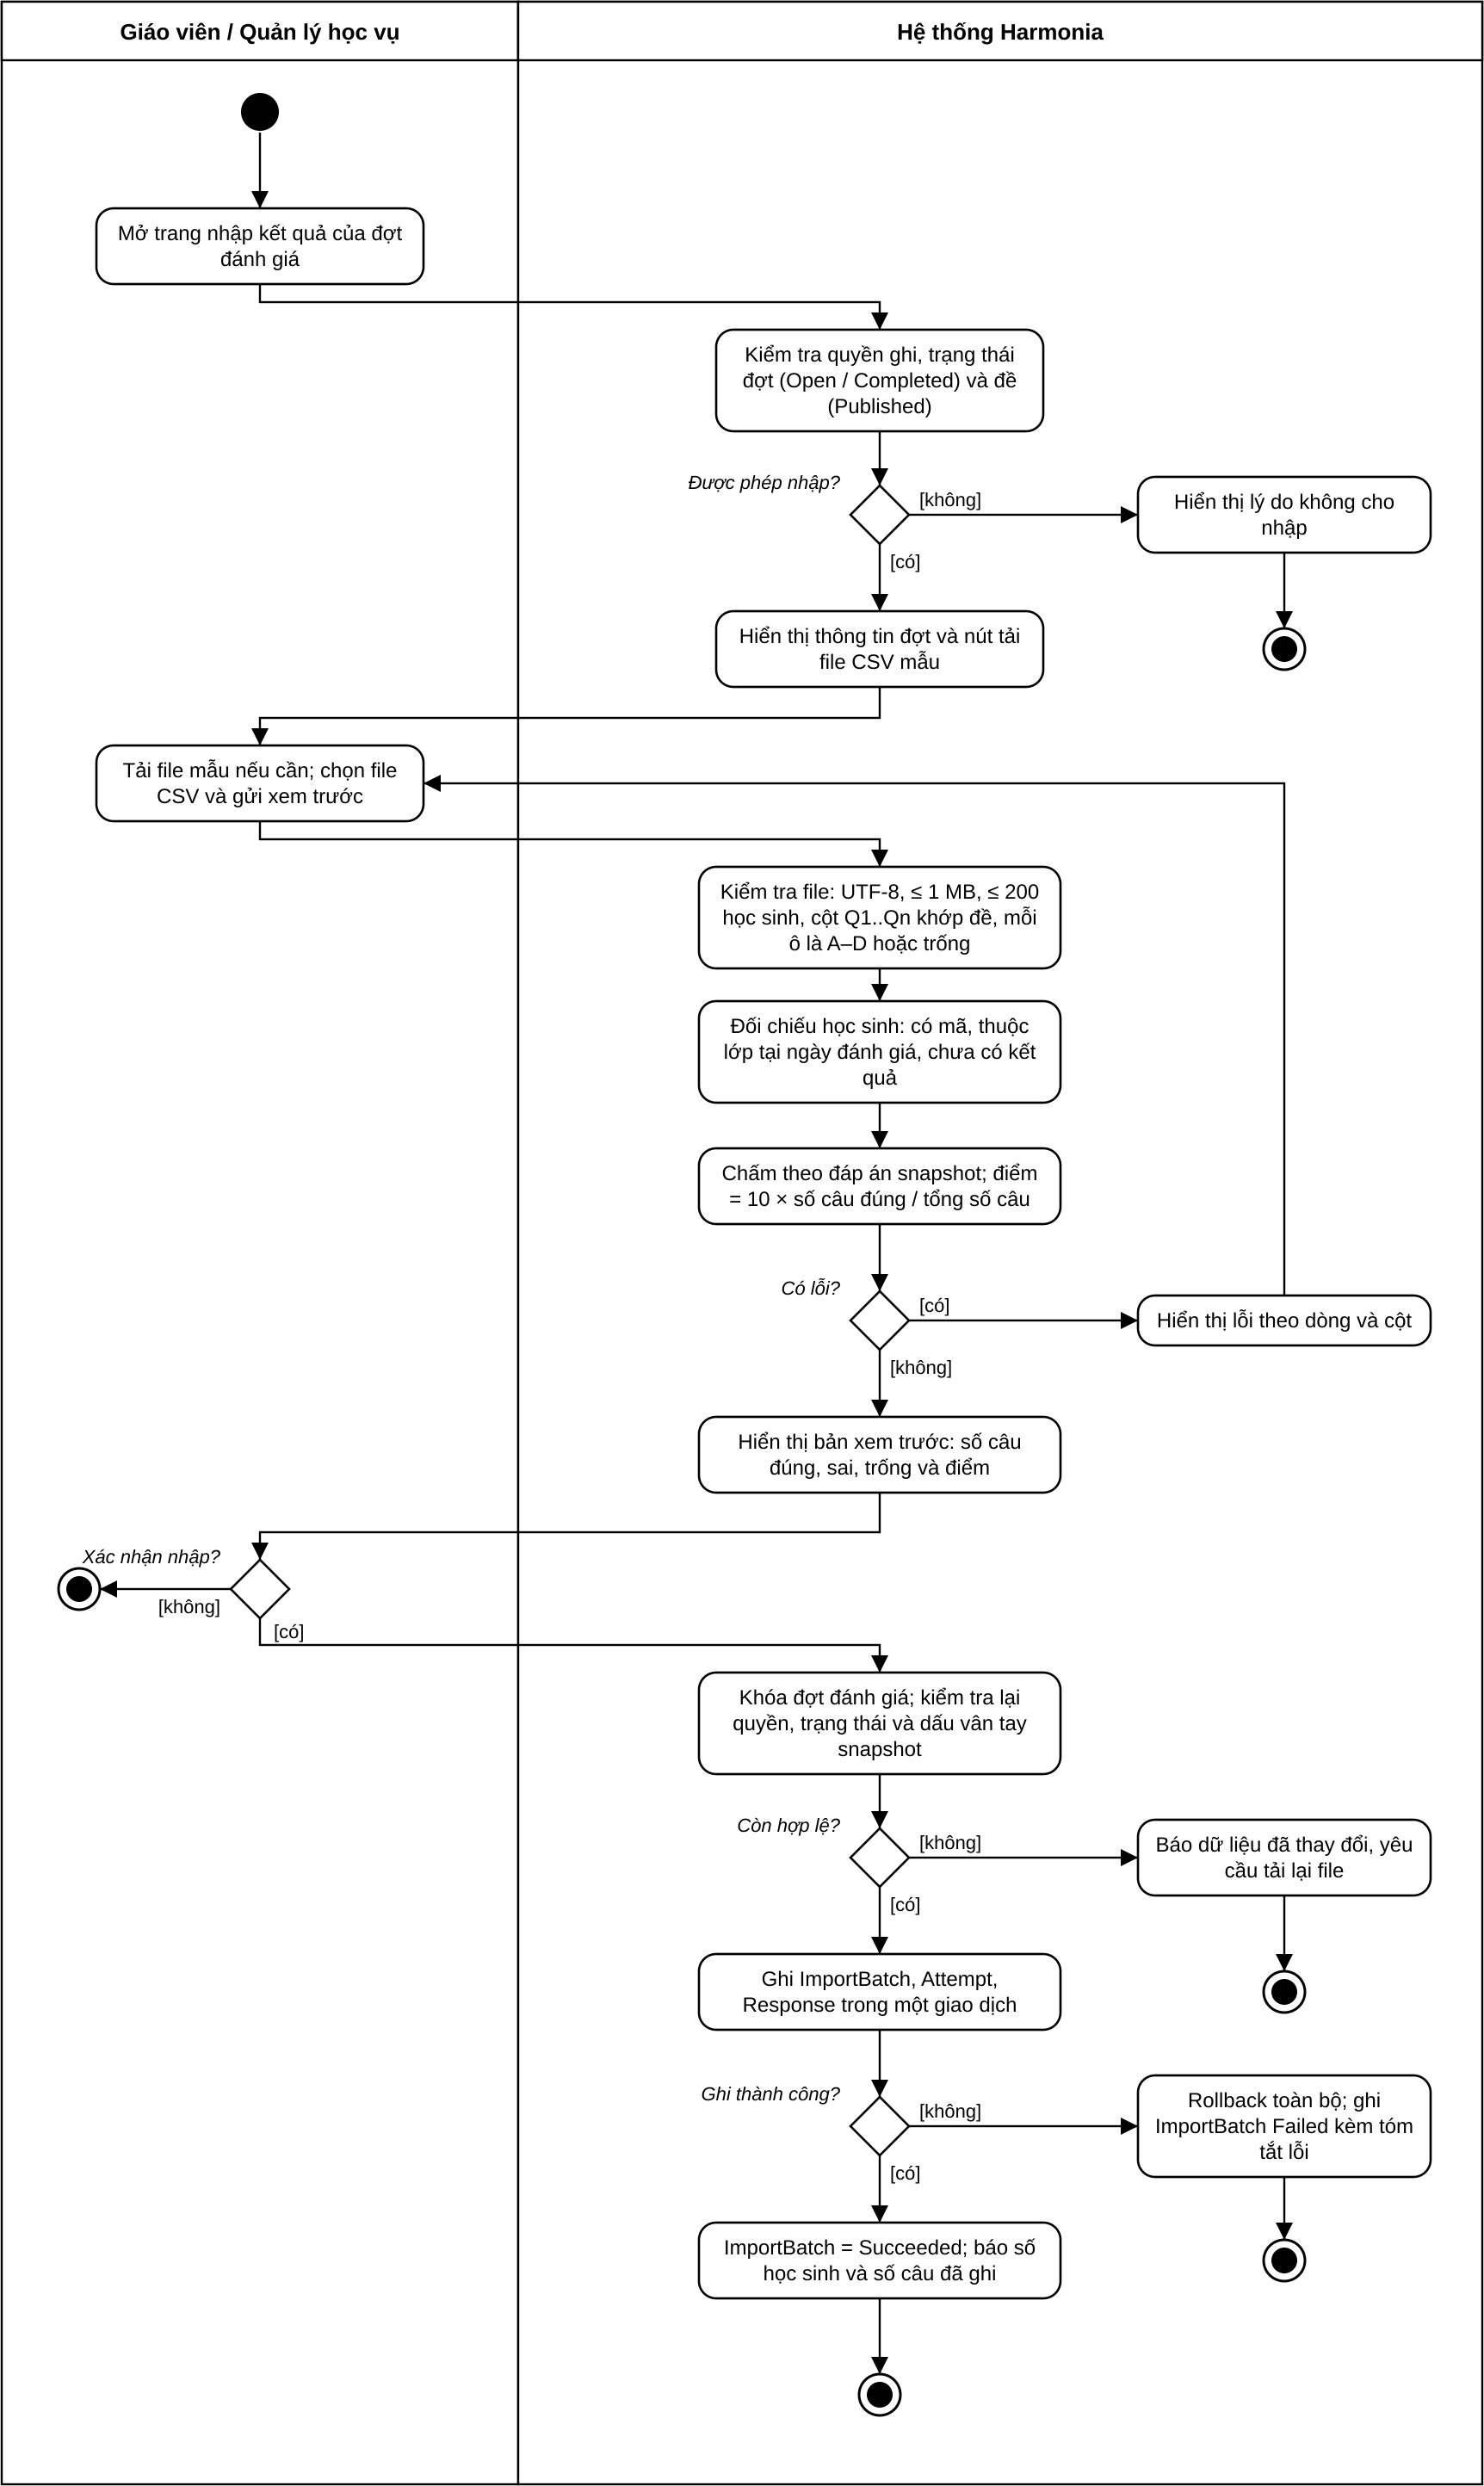 Giáo viên / Quản lý học vụ
Hệ thống Harmonia
Mở trang nhập kết quả của đợt
đánh giá
Kiểm tra quyền ghi, trạng thái
đợt (Open / Completed) và đề
(Published)
Được phép nhập?
[không]
Hiển thị lý do không cho
nhập
[có]
Hiển thị thông tin đợt và nút tải
file CSV mẫu
Tải file mẫu nếu cần; chọn file
CSV và gửi xem trước
Kiểm tra file: UTF-8, ≤ 1 MB, ≤ 200
học sinh, cột Q1..Qn khớp đề, mỗi
ô là A–D hoặc trống
Đối chiếu học sinh: có mã, thuộc
lớp tại ngày đánh giá, chưa có kết
quả
Chấm theo đáp án snapshot; điểm
= 10 × số câu đúng / tổng số câu
Có lỗi?
[có]
Hiển thị lỗi theo dòng và cột
[không]
Hiển thị bản xem trước: số câu
đúng, sai, trống và điểm
Xác nhận nhập?
[không]
[có]
Khóa đợt đánh giá; kiểm tra lại
quyền, trạng thái và dấu vân tay
snapshot
Còn hợp lệ?
[không]
Báo dữ liệu đã thay đổi, yêu
cầu tải lại file
[có]
Ghi ImportBatch, Attempt,
Response trong một giao dịch
Ghi thành công?
[không]
Rollback toàn bộ; ghi
ImportBatch Failed kèm tóm
tắt lỗi
[có]
ImportBatch = Succeeded; báo số
học sinh và số câu đã ghi